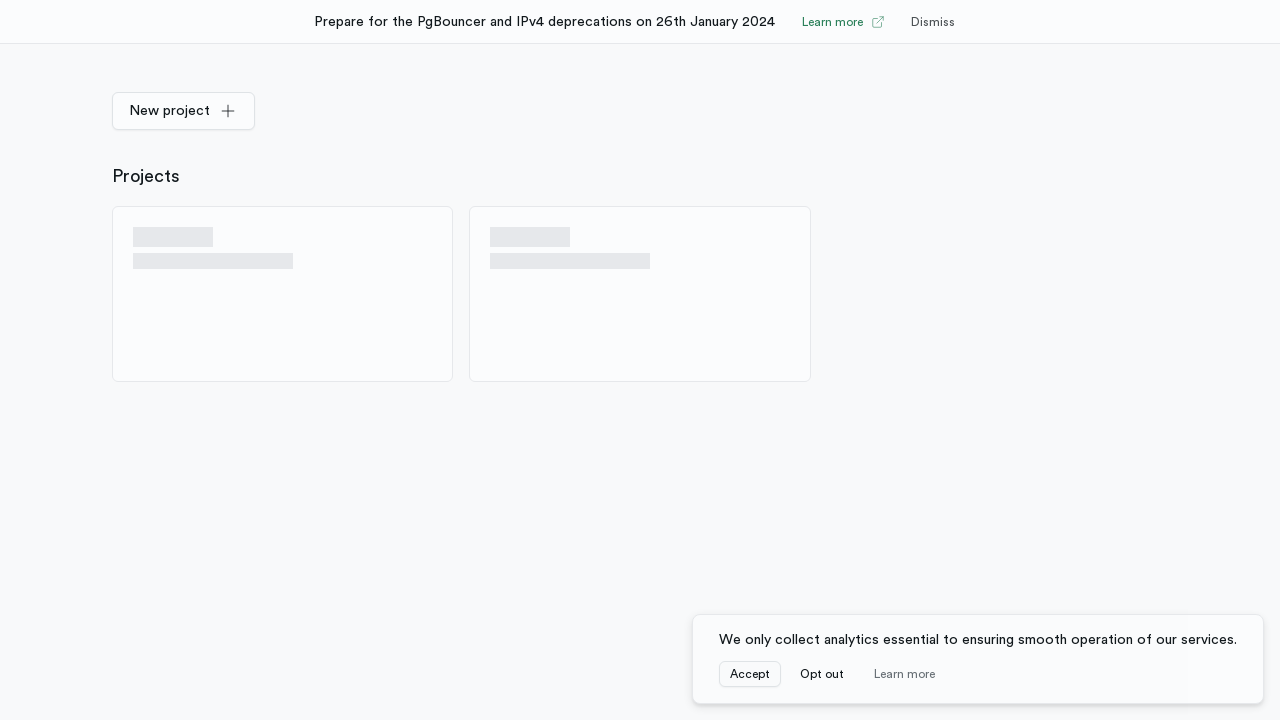 Prepare for the PgBouncer and IPv4 deprecations on 26th January 2024 Learn more Dismiss
New project
Projects
We only collect analytics essential to ensuring smooth operation of our services.
Accept Opt out Learn more